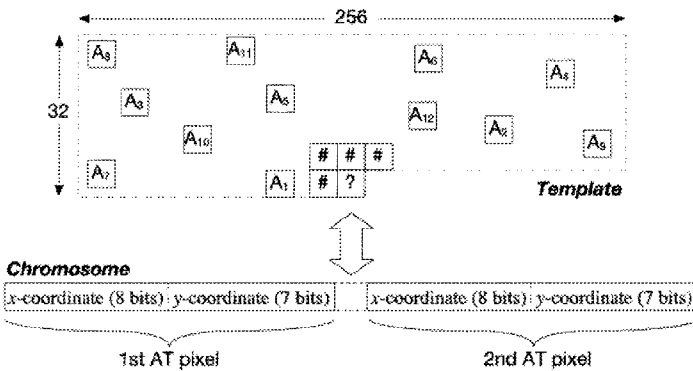 256
A8 A11 A6 A4
32 A3 A5 A12 A2 A9
A10
# # #
A7 A1 # ?
Template
Chromosome
x-coordinate (8 bits) y-coordinate (7 bits) x-coordinate (8 bits) y-coordinate (7 bits)
1st AT pixel 2nd AT pixel